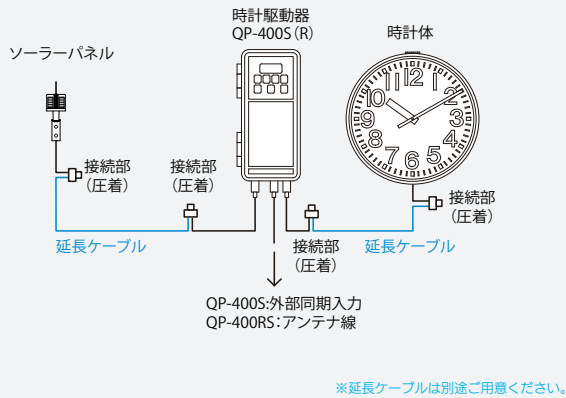 時計駆動器
QP-400S(R)
時計体
ソーラーパネル
12
1
2
3
4
5
6
7
8
9
10
11
接続部
(圧着)
接続部
(圧着)
接続部
(圧着)
接続部
(圧着)
延長ケーブル
延長ケーブル
QP-400S:外部同期入力
QP-400RS:アンテナ線
※延長ケーブルは別途ご用意ください。